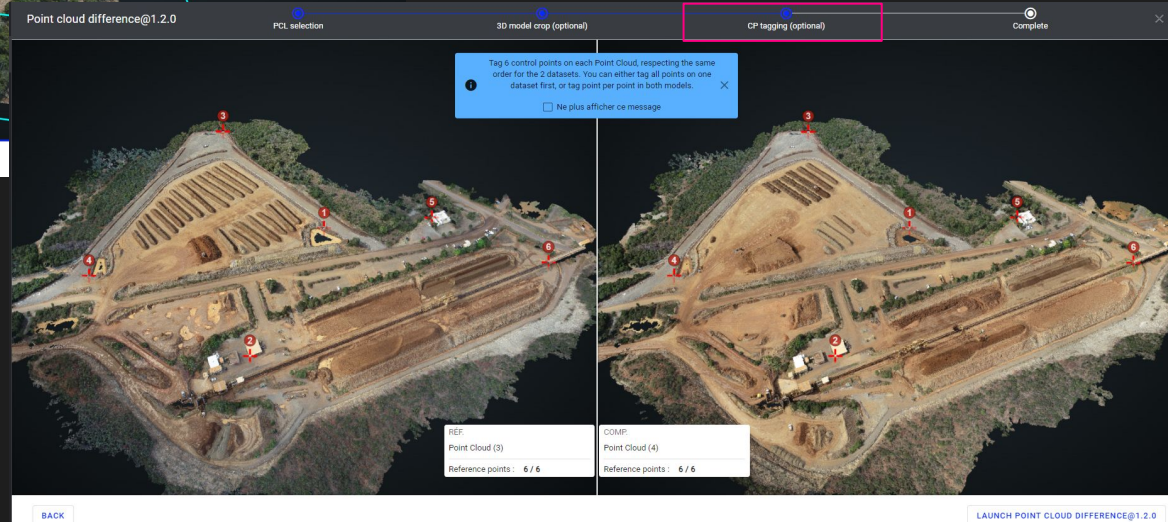 Point cloud difference@1.2.0
PCL selection
3D model crop (optional)
CP tagging (optional)
Complete
Tag 6 control points on each Point Cloud, respecting the same
order for the 2 datasets. You can either tag all points on one
dataset first, or tag point per point in both models.
Ne plus afficher ce message
3
1
5
4
6
2
3
1
5
4
6
2
RÉF.
Point Cloud (3)
Reference points : 6 / 6
COMP.
Point Cloud (4)
Reference points : 6 / 6
BACK
LAUNCH POINT CLOUD DIFFERENCE@1.2.0